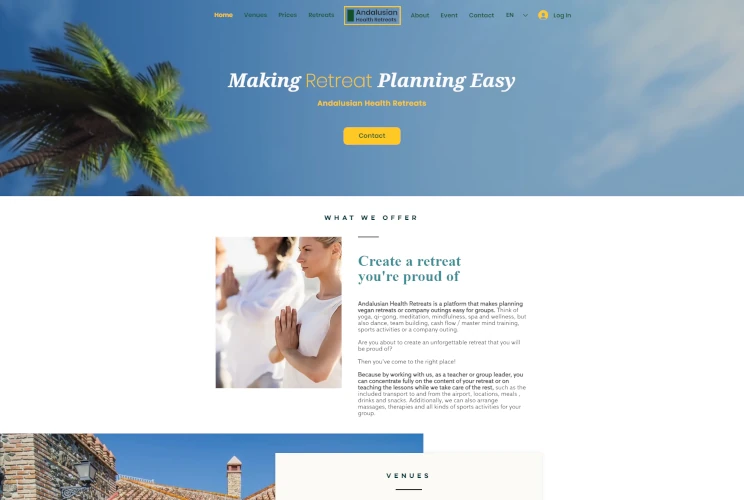 Home Venues Prices Retreats Andalusian Health Retreats About Event Contact EN Log In
Making Retreat Planning Easy
Andalusian Health Retreats
Contact
WHAT WE OFFER
Create a retreat
you're proud of
Andalusian Health Retreats is a platform that makes planning
vegan retreats or company outings easy for groups. Think of
yoga, qi-gong, meditation, mindfulness, spa and wellness, but
also dance, team building, cash flow / master mind training,
sports activities or a company outing.
Are you about to create an unforgettable retreat that you will
be proud of?
Then you've come to the right place!
Because by working with us, as a teacher or group leader, you
can concentrate fully on the content of your retreat or on
teaching the lessons while we take care of the rest, such as the
included transport to and from the airport, locations, meals ,
drinks and snacks. Additionally, we can also arrange
massages, therapies and all kinds of sports activities for your
group.
VENUES